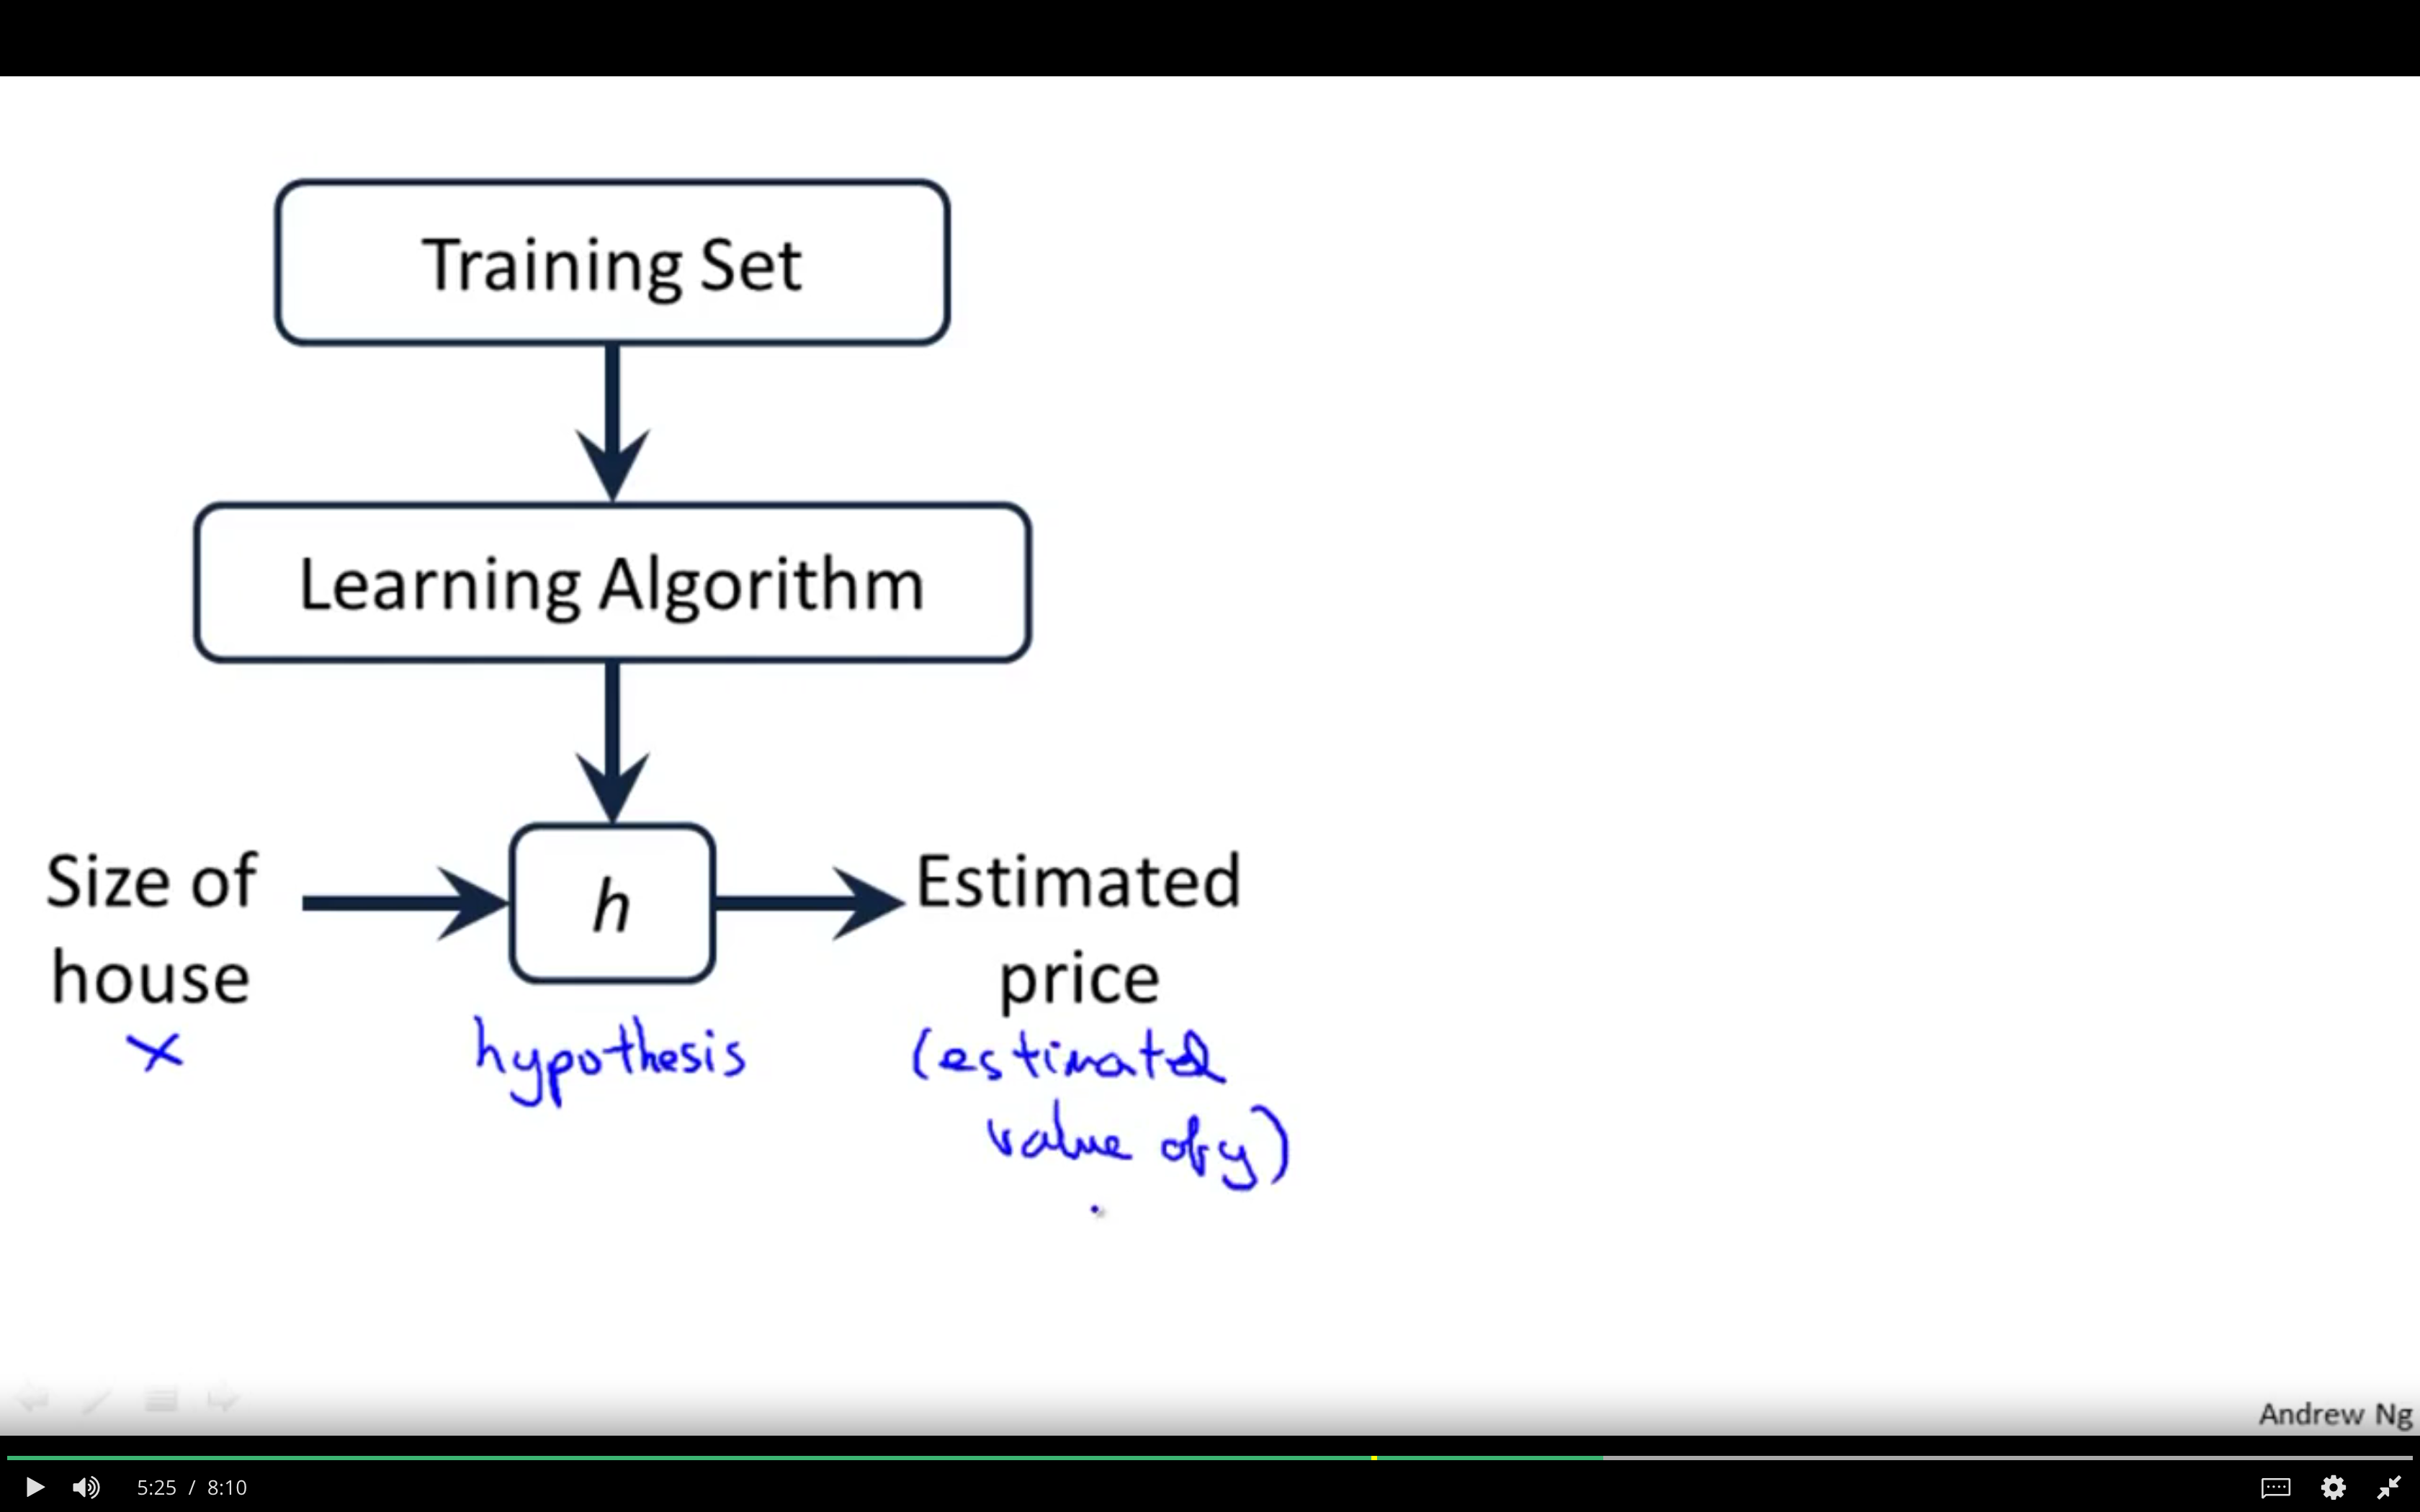 Training Set
Learning Algorithm
Size of
house
h
Estimated
price
x
hypothesis
(estimated
value of y)
Andrew Ng
5:25 / 8:10